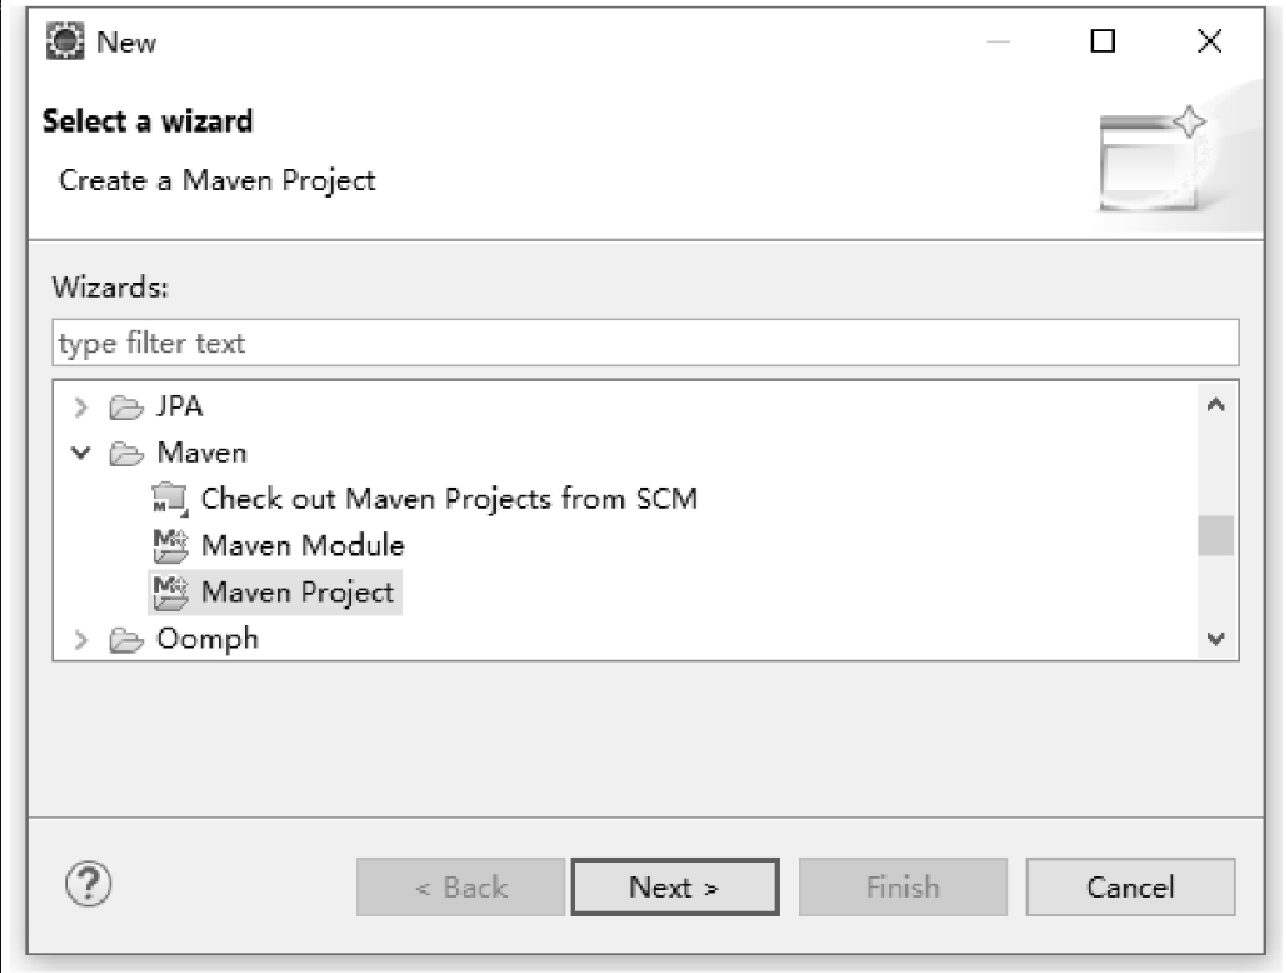 New
Select a wizard
Create a Maven Project
Wizards:
type filter text
JPA
Maven
Check out Maven Projects from SCM
Maven Module
Maven Project
Oomph
? < Back Next > Finish Cancel